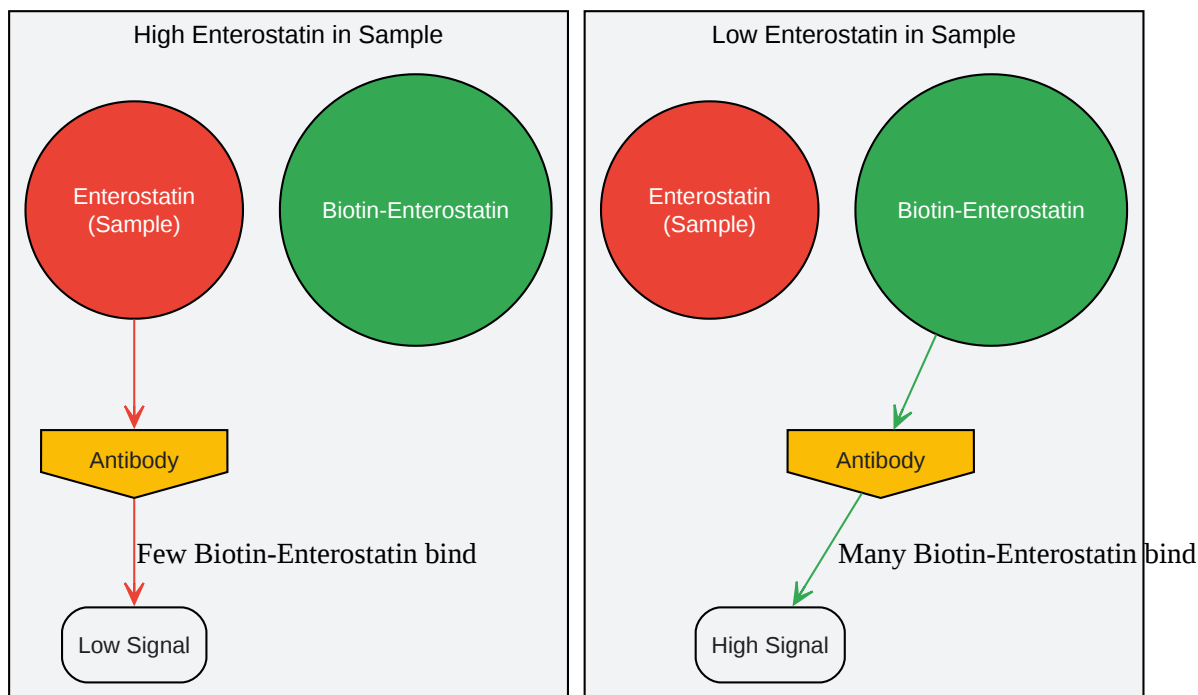 High Enterostatin in Sample
Enterostatin
(Sample)
Biotin-Enterostatin
Antibody
Few Biotin-Enterostatin bind
Low Signal
Low Enterostatin in Sample
Enterostatin
(Sample)
Biotin-Enterostatin
Antibody
Many Biotin-Enterostatin bind
High Signal